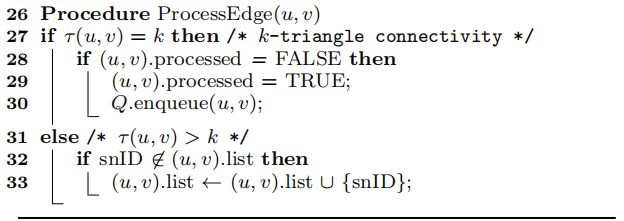 26 Procedure ProcessEdge(u, v)
27 if τ(u, v) = k then /* k-triangle connectivity */
28 if (u, v).processed = FALSE then
29 (u, v).processed = TRUE;
30 Q.enqueue(u, v);
31 else /* τ(u, v) > k */
32 if snID ∉ (u, v).list then
33 (u, v).list ← (u, v).list ∪ {snID};